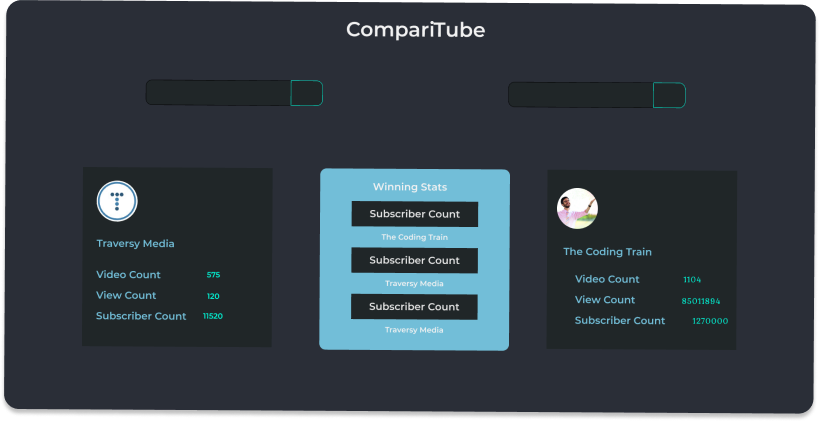 CompariTube
Traversy Media
Video Count 575
View Count 120
Subscriber Count 11520
Winning Stats
Subscriber Count
The Coding Train
Subscriber Count
Traversy Media
Subscriber Count
Traversy Media
The Coding Train
Video Count 1104
View Count 85011894
Subscriber Count 1270000